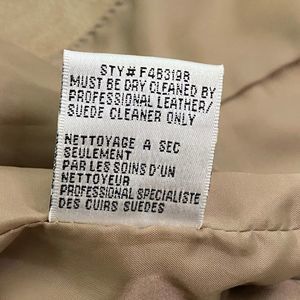 STY# F4B319B
MUST BE DRY CLEANED BY
PROFESSIONAL LEATHER/
SUEDE CLEANER ONLY
NETTOYAGE A SEC
SEULEMENT
PAR LES SOINS D'UN
NETTOYEUR
PROFESSIONAL SPECIALISTE
DES CUIRS SUEDES